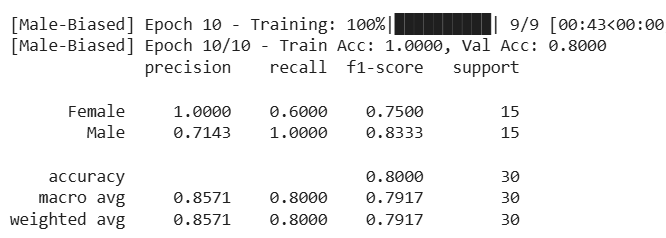 [Male-Biased] Epoch 10 - Training: 100%|██████████| 9/9 [00:43<00:00
[Male-Biased] Epoch 10/10 - Train Acc: 1.0000, Val Acc: 0.8000
precision recall f1-score support
Female 1.0000 0.6000 0.7500 15
Male 0.7143 1.0000 0.8333 15
accuracy 0.8000 30
macro avg 0.8571 0.8000 0.7917 30
weighted avg 0.8571 0.8000 0.7917 30